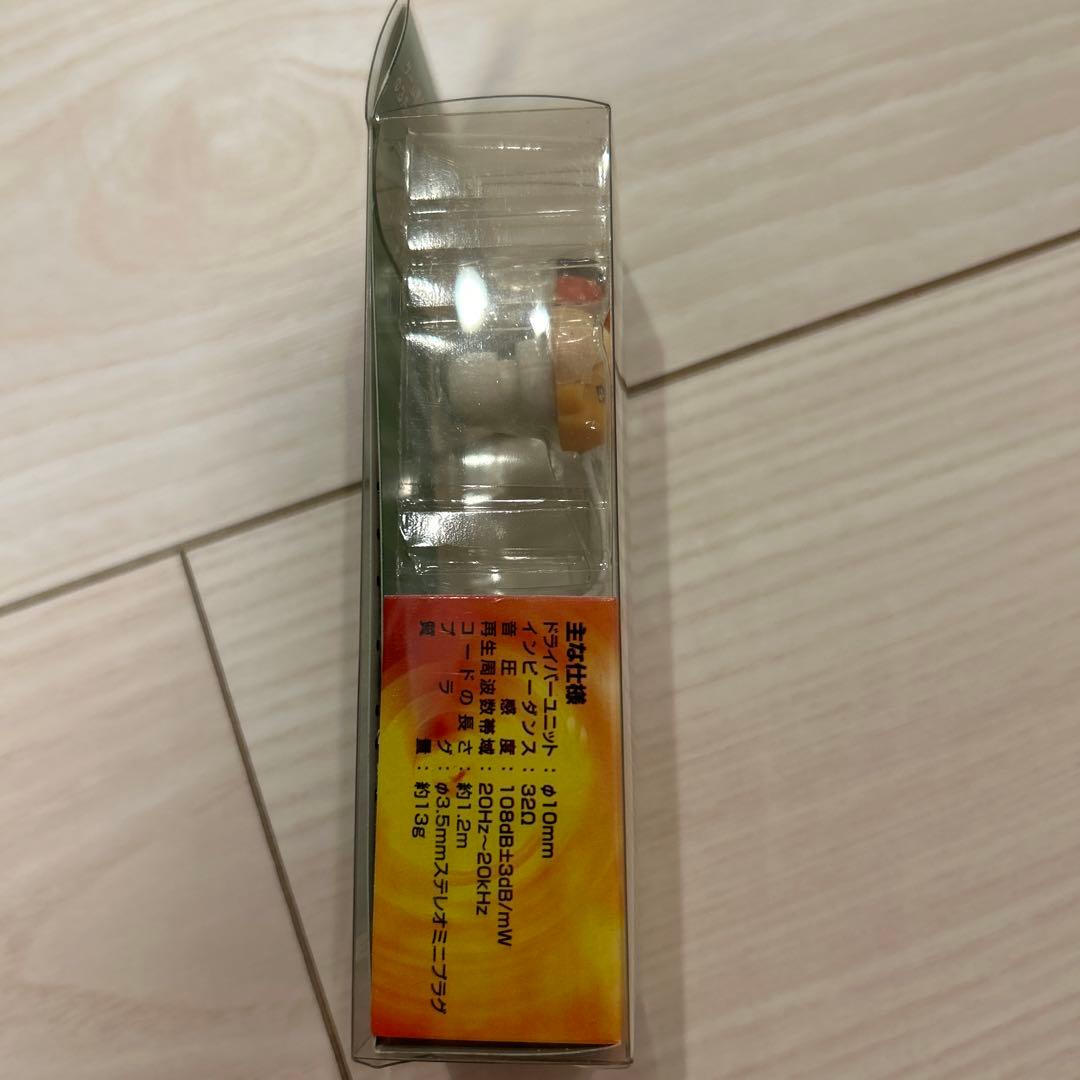 主な仕様
ドライバーユニット：φ10mm
インピーダンス：32Ω
音圧感度：108dB±3dB/mW
再生周波数帯域：20Hz〜20kHz
コードの長さ：約1.2m
プラグ：φ3.5mmステレオミニプラグ
質量：約13g